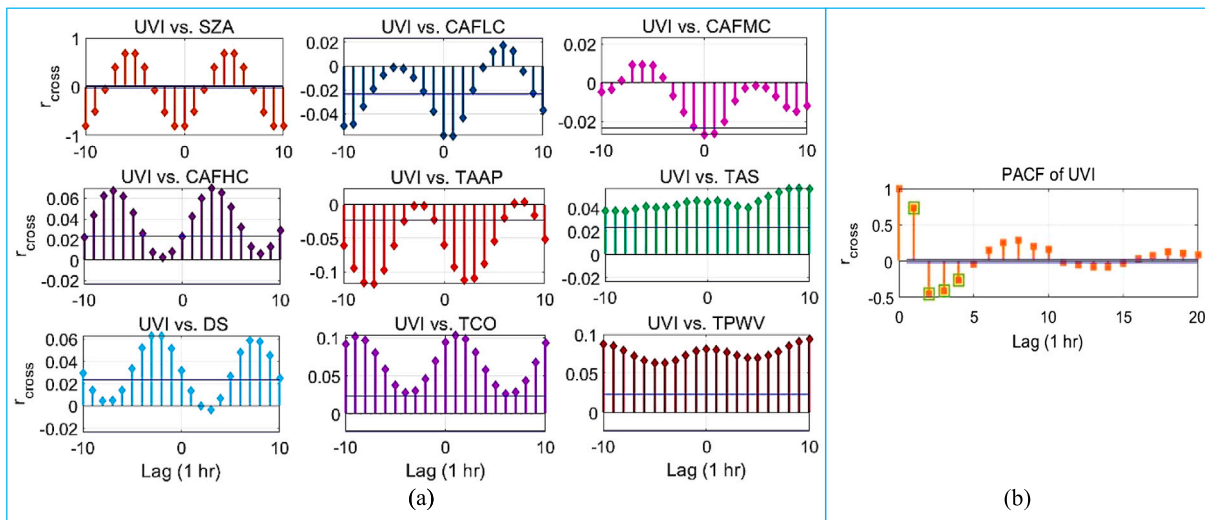 UVI vs. SZA UVI vs. CAFLC UVI vs. CAFMC
1 0 -1
r_cross
-10 0 10
0.02 0 -0.02 -0.04
-10 0 10
0.02 0 -0.02
-10 0 10
UVI vs. CAFHC UVI vs. TAAP UVI vs. TAS
0.06 0.04 0.02 0 -0.02
r_cross
-10 0 10
0 -0.05 -0.1
-10 0 10
0.04 0.02 0 -0.02
-10 0 10
UVI vs. DS UVI vs. TCO UVI vs. TPWV
0.06 0.04 0.02 0 -0.02
r_cross
-10 0 10
Lag (1 hr)
0.1 0.05 0
-10 0 10
Lag (1 hr)
0.1 0.05 0
-10 0 10
Lag (1 hr)
(a)
PACF of UVI
1 0.5 0 -0.5
r_cross
0 5 10 15 20
Lag (1 hr)
(b)